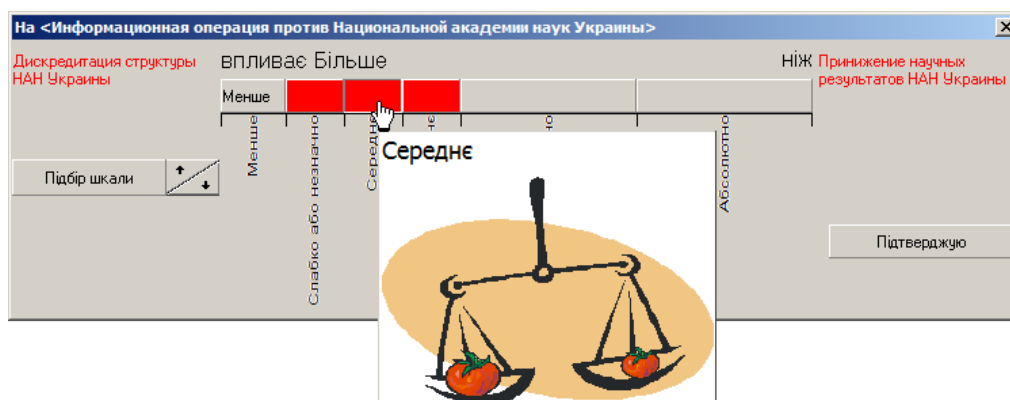 На <Информационная операция против Национальной академии наук Украины>
Дискредитация структуры
НАН Украины
впливає Більше
ніж
Принижение научных
результатов НАН Украины
Менше
Менше
Слабко або незначно
Середнє
Абсолютно
Середнє
Підбір шкали
Підтверджую